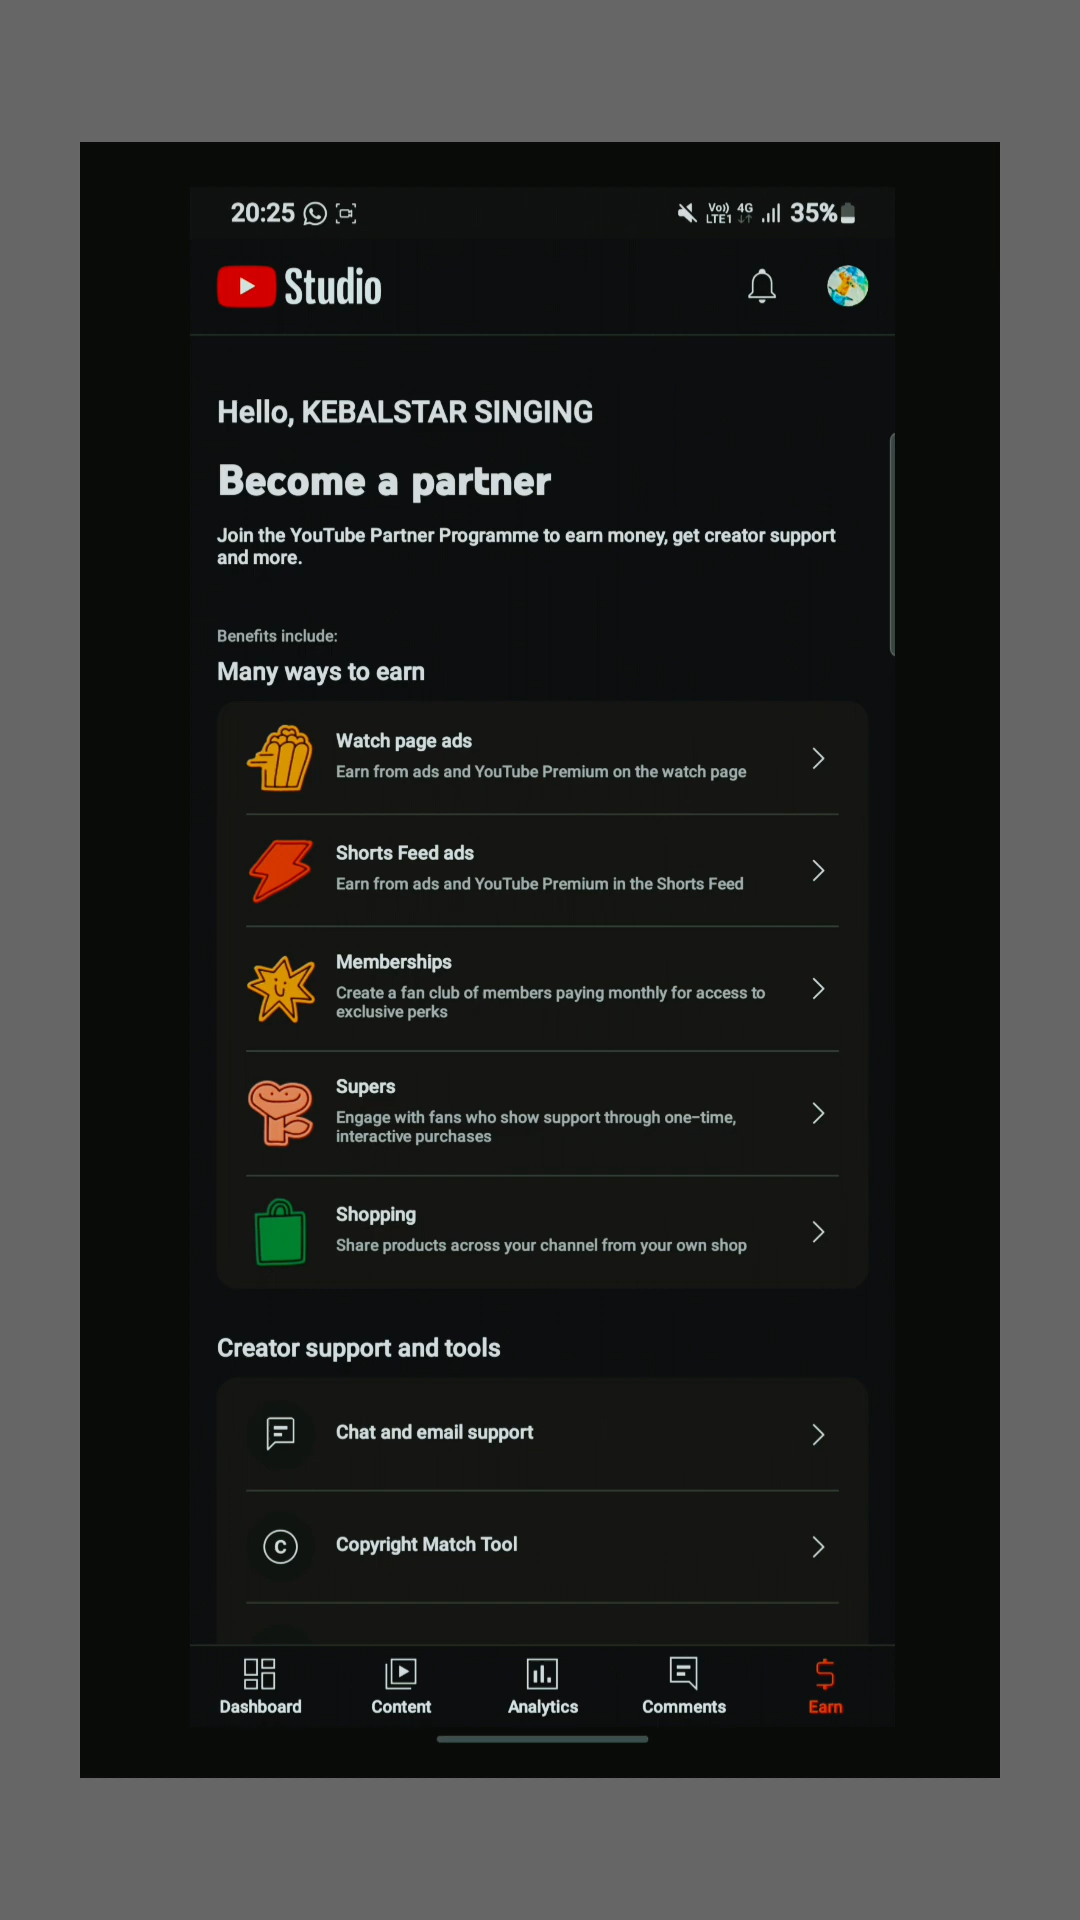 20:25 Vo)) LTE1 4G 35%
Studio
Hello, KEBALSTAR SINGING
Become a partner
Join the YouTube Partner Programme to earn money, get creator support
and more.
Benefits include:
Many ways to earn
Watch page ads
Earn from ads and YouTube Premium on the watch page
Shorts Feed ads
Earn from ads and YouTube Premium in the Shorts Feed
Memberships
Create a fan club of members paying monthly for access to
exclusive perks
Supers
Engage with fans who show support through one-time,
interactive purchases
Shopping
Share products across your channel from your own shop
Creator support and tools
Chat and email support
C Copyright Match Tool
Dashboard Content Analytics Comments Earn